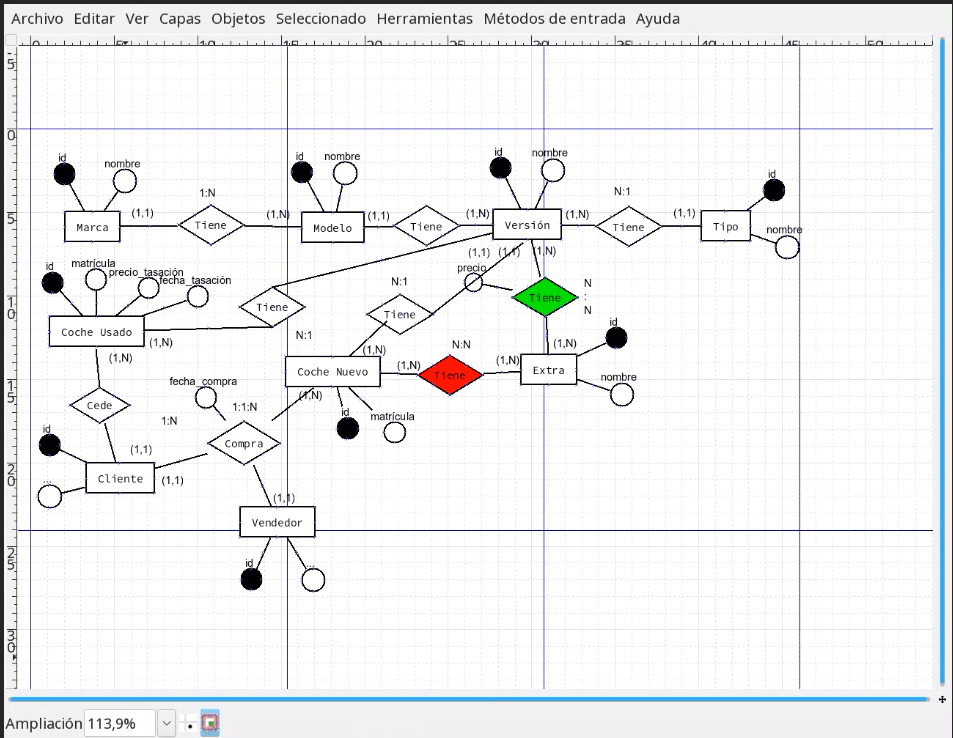 Archivo Editar Ver Capas Objetos Seleccionado Herramientas Métodos de entrada Ayuda
0 5 10 15 20 25 30 35 40 45 50
5
0
5
10
15
20
25
30
id
nombre
1:N
id
nombre
id
nombre
N:1
id
Marca
(1,1)
Tiene
(1,N)
Modelo
(1,1)
Tiene
(1,N)
Versión
(1,N)
Tiene
(1,1)
Tipo
nombre
(1,1)
(1,1)
(1,N)
id
matrícula
precio_tasación
fecha_tasación
precio
N:1
N
:
N
Tiene
Tiene
Tiene
Coche Usado
(1,N)
N:1
id
(1,N)
(1,N)
N:N
(1,N)
Coche Nuevo
(1,N)
Tiene
(1,N)
Extra
nombre
fecha_compra
(1,N)
Cede
1:1:N
id
matrícula
1:N
id
Compra
(1,1)
Cliente
(1,1)
...
(1,1)
Vendedor
id
...
Ampliación 113,9%